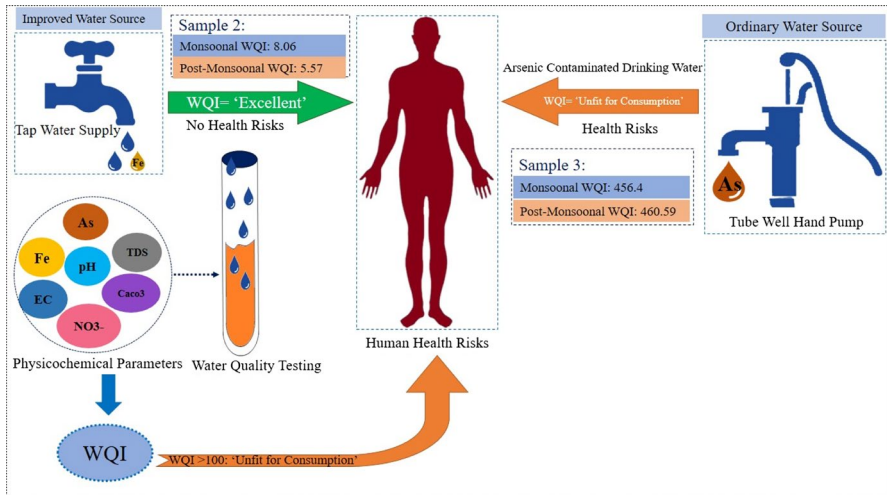 Improved Water Source
Tap Water Supply
Fe
Sample 2:
Monsoonal WQI: 8.06
Post-Monsoonal WQI: 5.57
WQI= ‘Excellent’
No Health Risks
Ordinary Water Source
Arsenic Contaminated Drinking Water
WQI= ‘Unfit for Consumption’
Health Risks
Sample 3:
Monsoonal WQI: 456.4
Post-Monsoonal WQI: 460.59
As
Tube Well Hand Pump
As
Fe
pH
TDS
EC
Caco3
NO3-
Physicochemical Parameters
Water Quality Testing
Human Health Risks
WQI
WQI >100: ‘Unfit for Consumption’